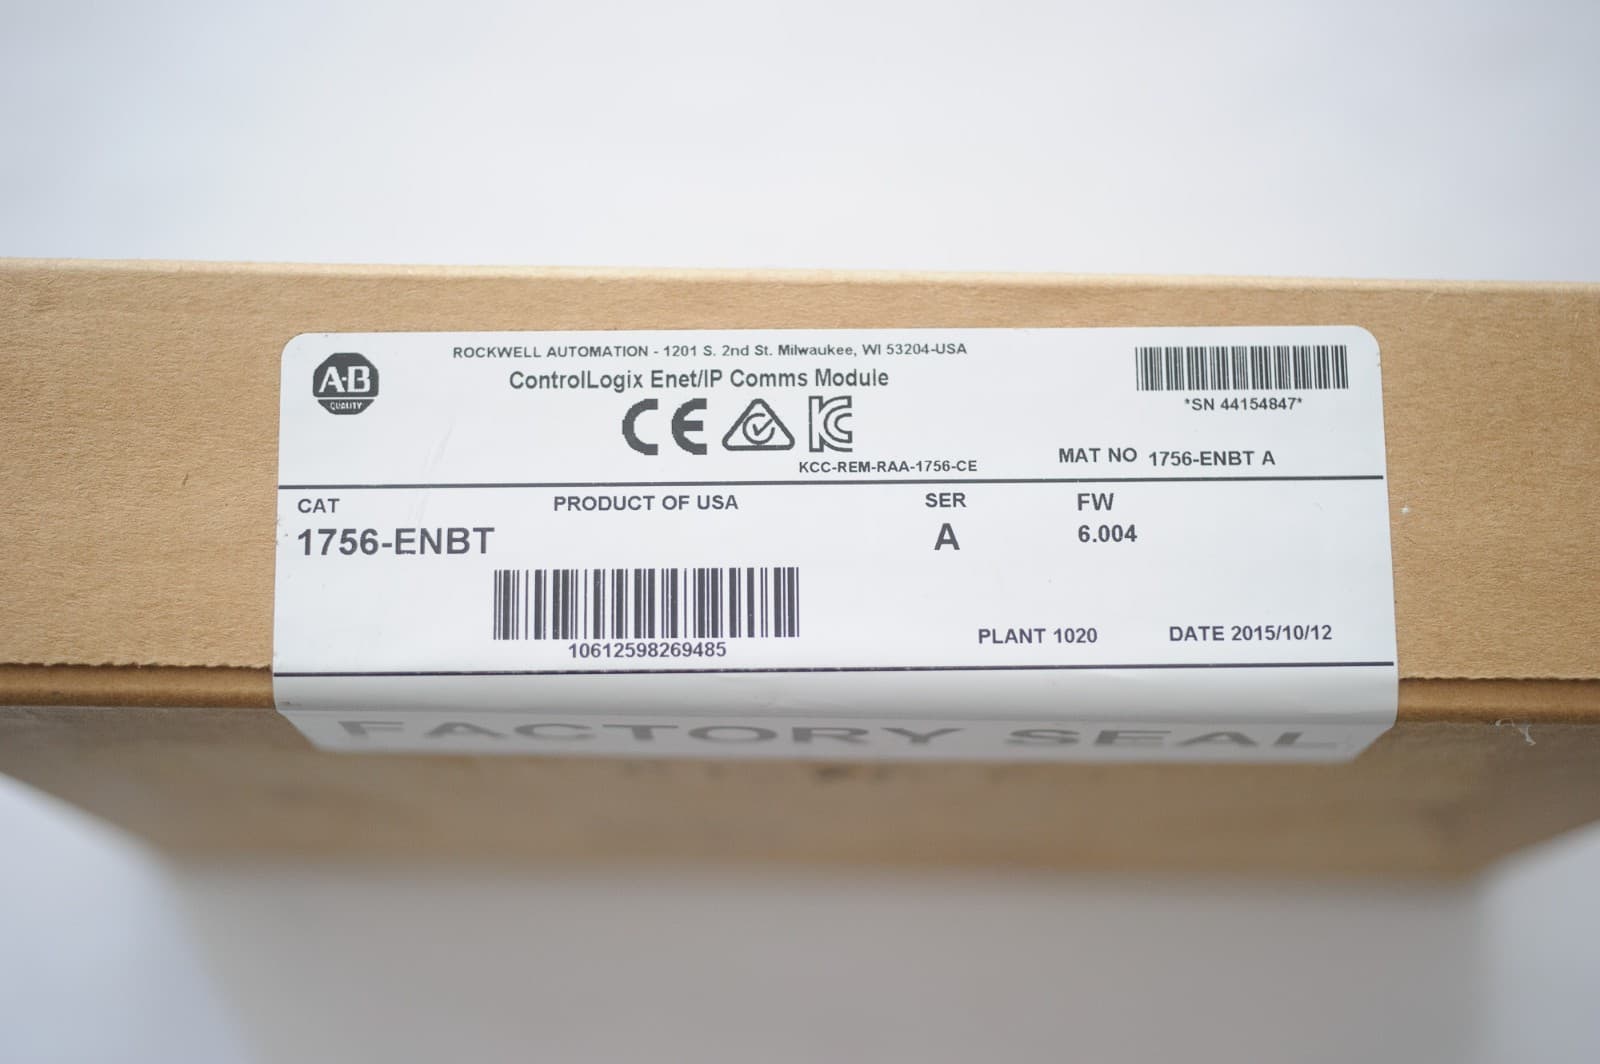 A-B
QUALITY
ROCKWELL AUTOMATION - 1201 S. 2nd St. Milwaukee, WI 53204-USA
ControlLogix Enet/IP Comms Module
CE
KC
KCC-REM-RAA-1756-CE
*SN 44154847*
MAT NO 1756-ENBT A
CAT
1756-ENBT
PRODUCT OF USA
SER
A
FW
6.004
10612598269485
PLANT 1020
DATE 2015/10/12
FACTORY SEAL